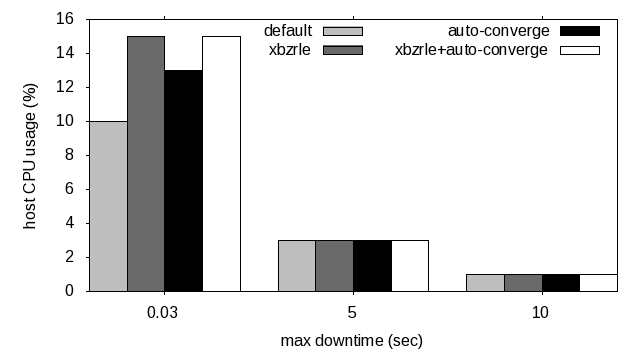 16
14
12
10
8
6
4
2
0
host CPU usage (%)
default
xbzrle
auto-converge
xbzrle+auto-converge
0.03
5
10
max downtime (sec)